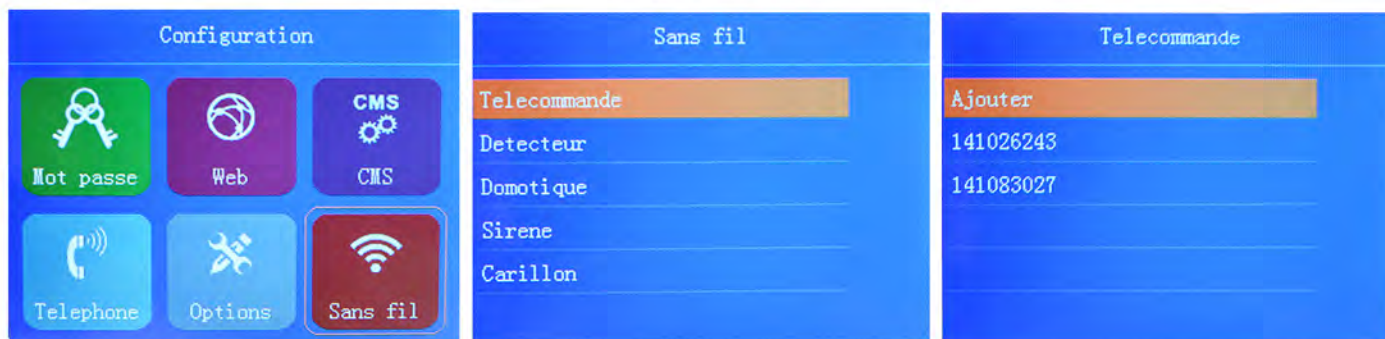 Configuration
CMS
Mot passe
Web
CMS
Telephone
Options
Sans fil
Sans fil
Telecommande
Detecteur
Domotique
Sirene
Carillon
Telecommande
Ajouter
141026243
141083027